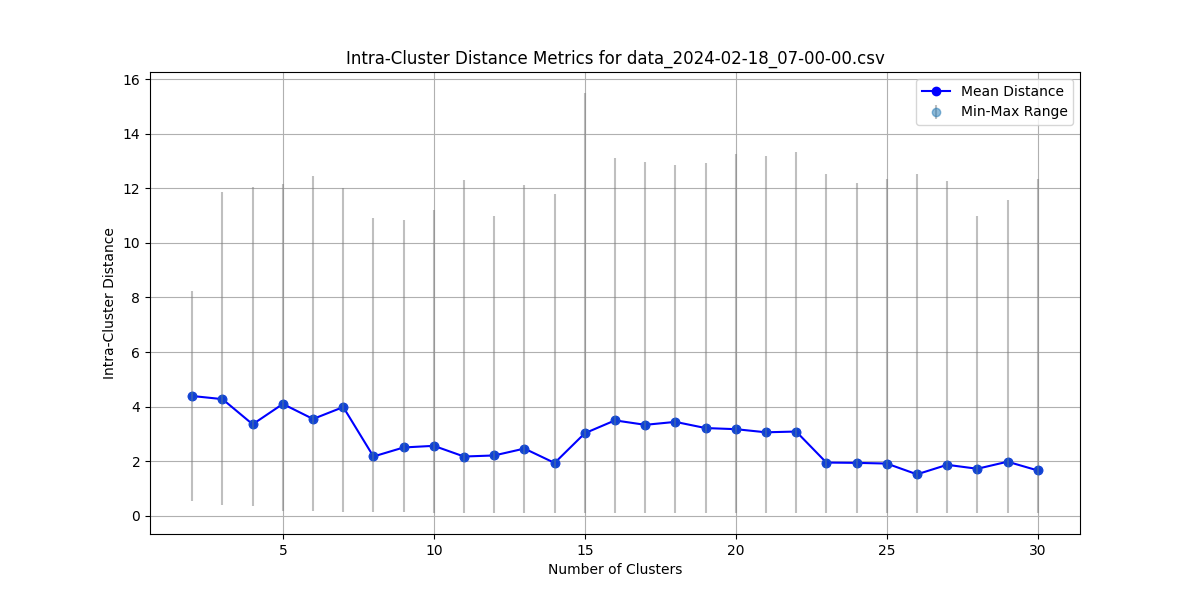 Intra-Cluster Distance Metrics for data_2024-02-18_07-00-00.csv
Mean Distance
Min-Max Range
Intra-Cluster Distance
16
14
12
10
8
6
4
2
0
5 10 15 20 25 30
Number of Clusters